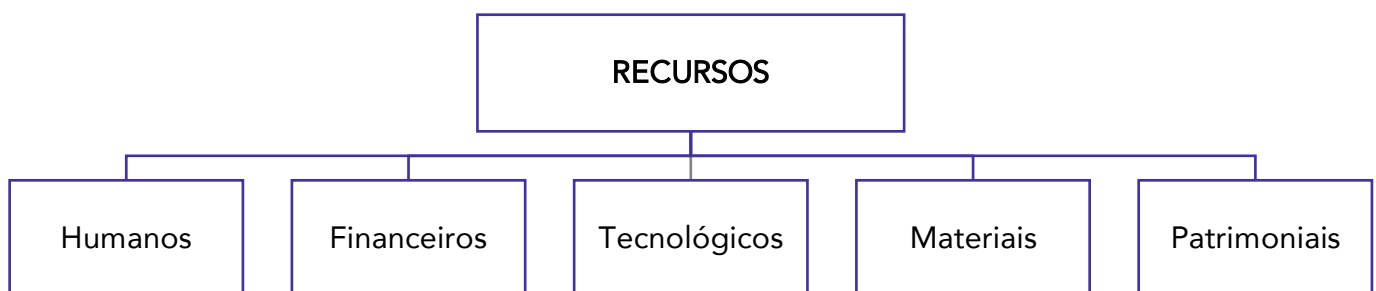 RECURSOS
Humanos
Financeiros
Tecnológicos
Materiais
Patrimoniais